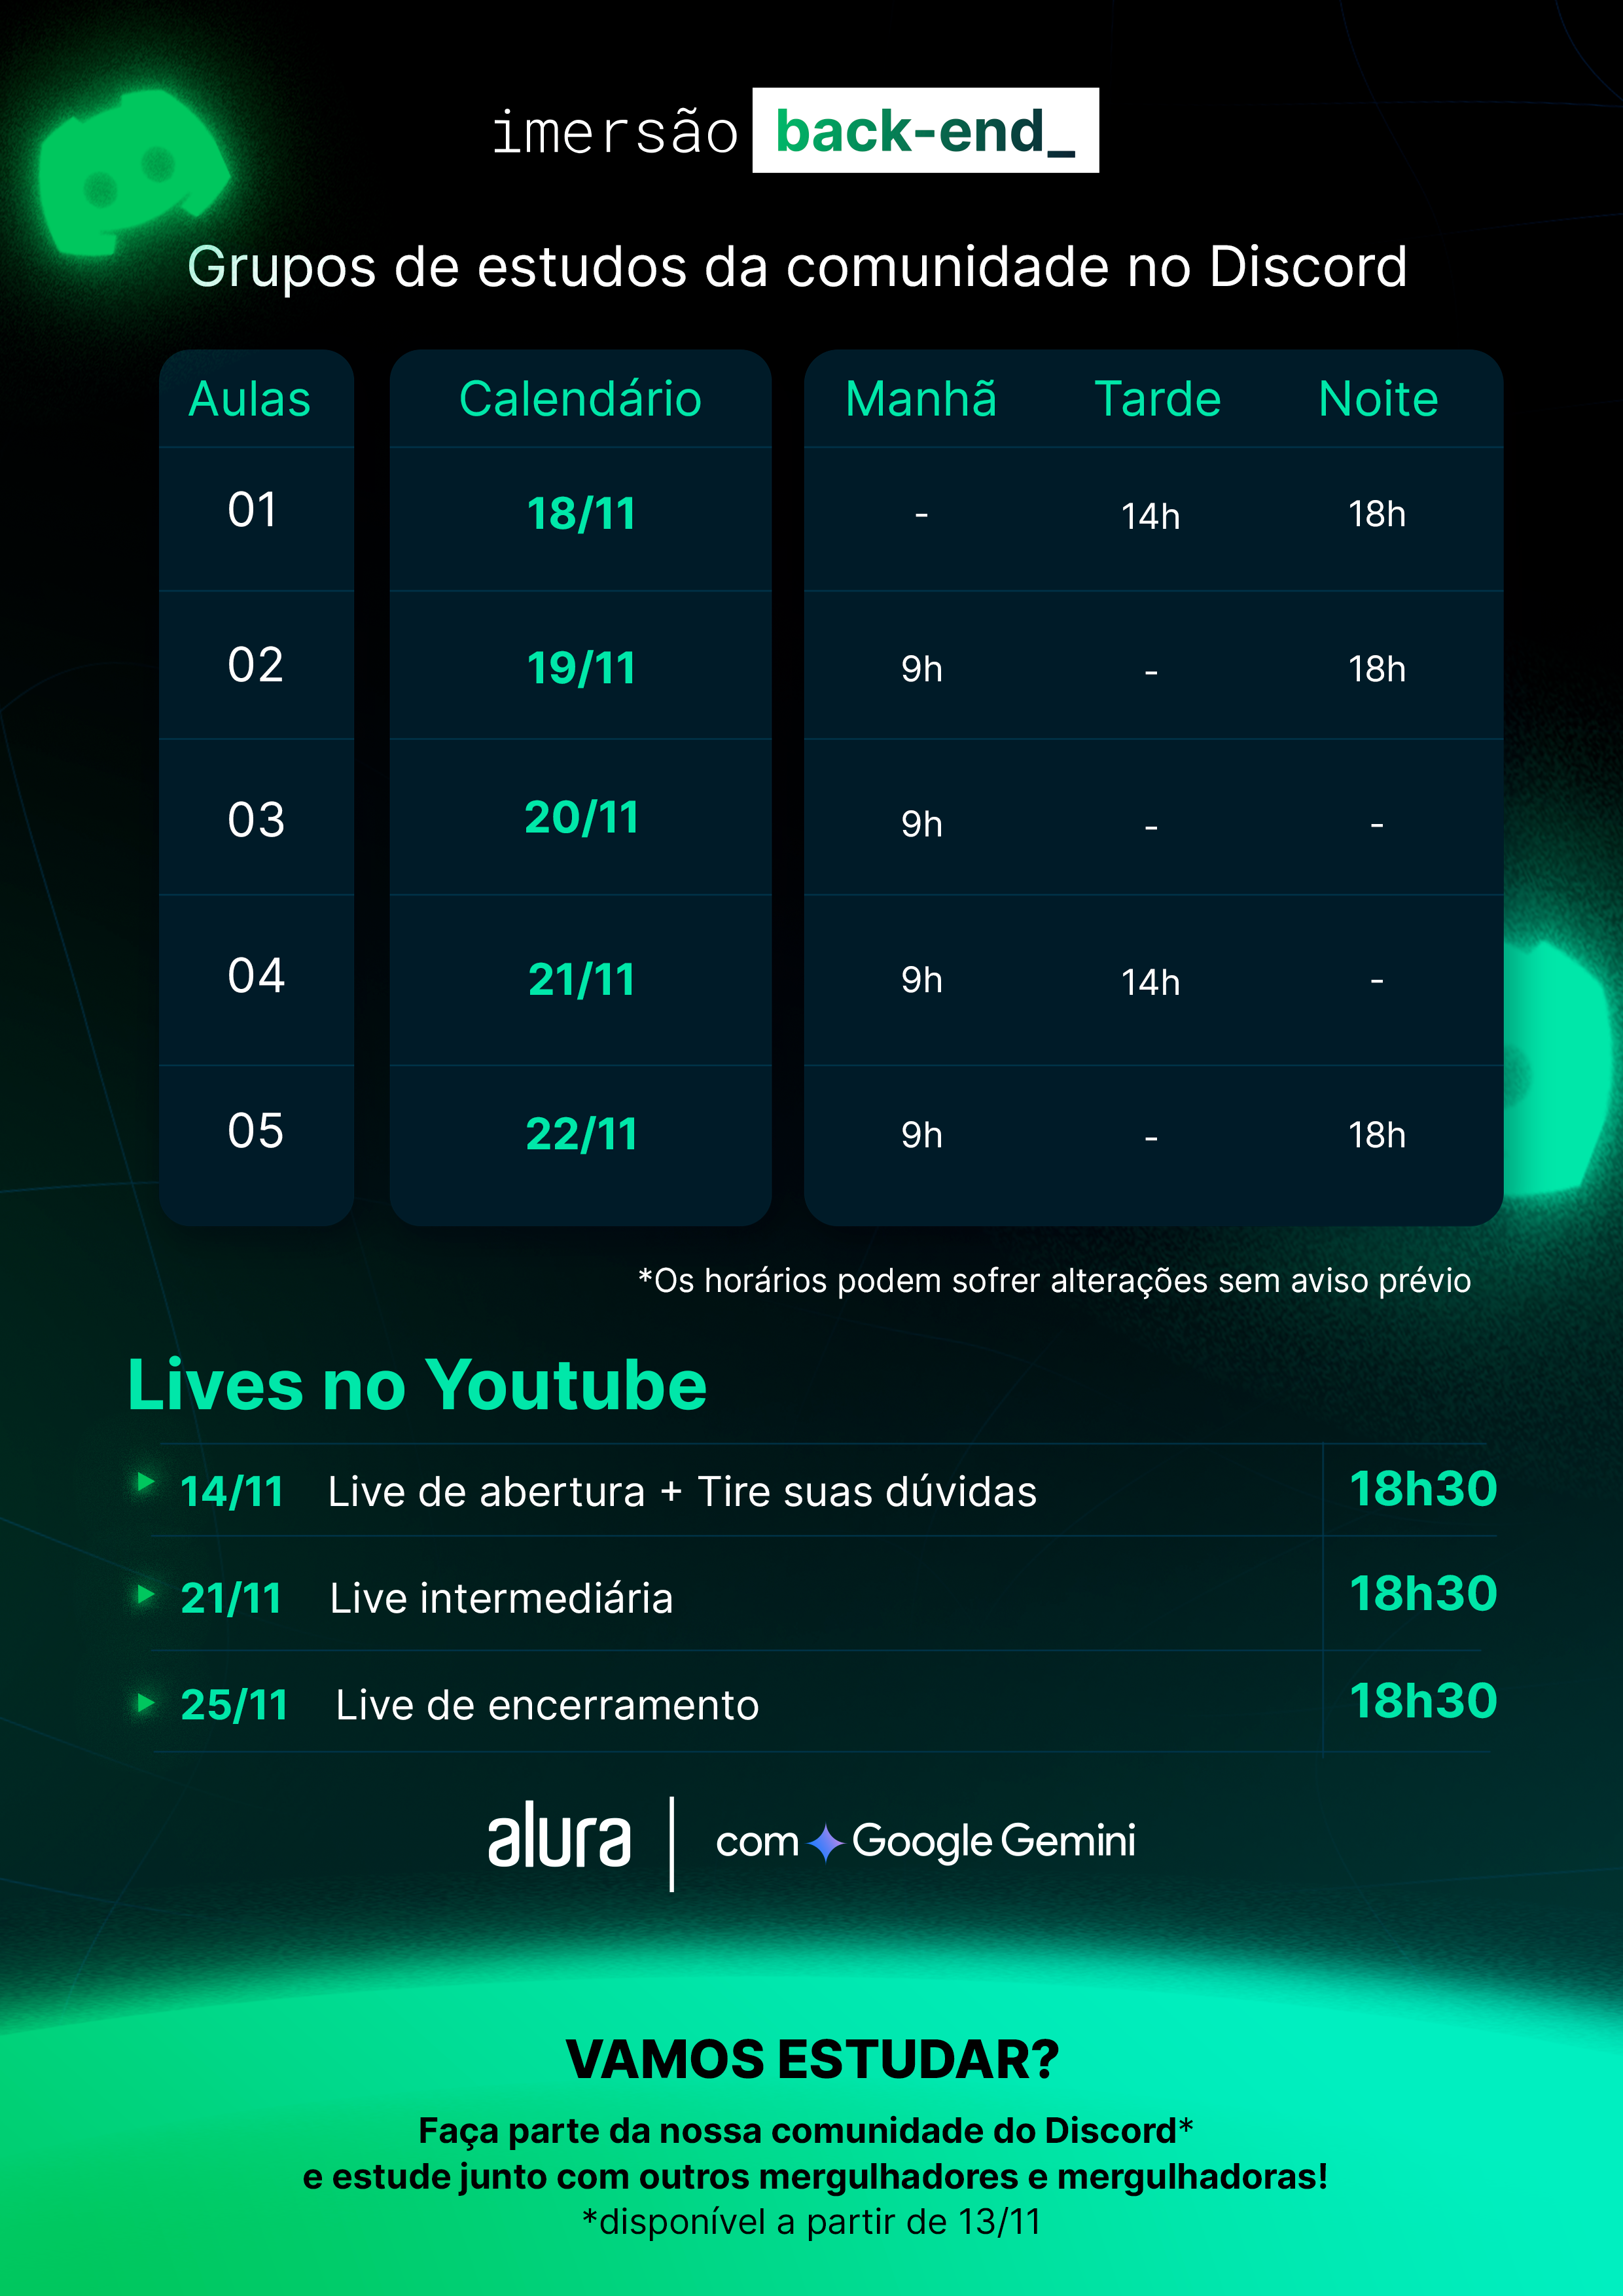 imersão back-end_
Grupos de estudos da comunidade no Discord
Aulas Calendário Manhã Tarde Noite
01 18/11 - 14h 18h
02 19/11 9h - 18h
03 20/11 9h - -
04 21/11 9h 14h -
05 22/11 9h - 18h
*Os horários podem sofrer alterações sem aviso prévio
Lives no Youtube
14/11 Live de abertura + Tire suas dúvidas 18h30
21/11 Live intermediária 18h30
25/11 Live de encerramento 18h30
alura | com Google Gemini
VAMOS ESTUDAR?
Faça parte da nossa comunidade do Discord*
e estude junto com outros mergulhadores e mergulhadoras!
*disponível a partir de 13/11